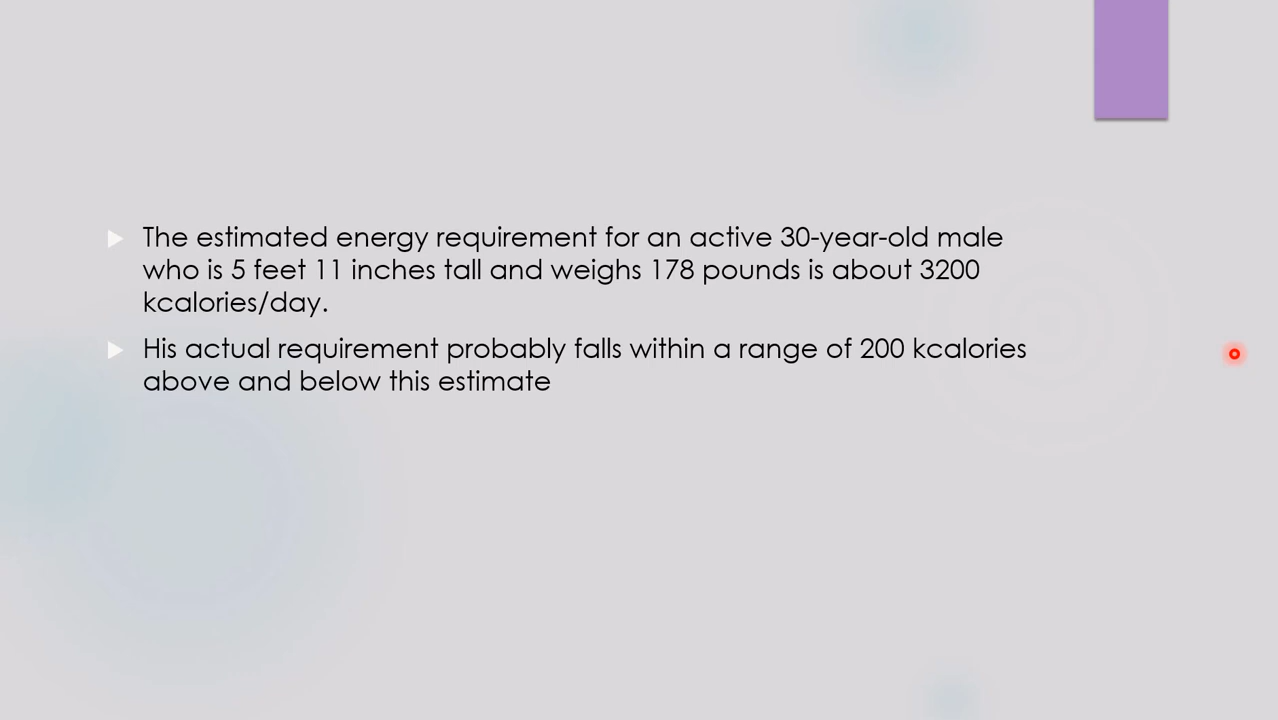 The estimated energy requirement for an active 30-year-old male
who is 5 feet 11 inches tall and weighs 178 pounds is about 3200
kcalories/day.
His actual requirement probably falls within a range of 200 kcalories
above and below this estimate